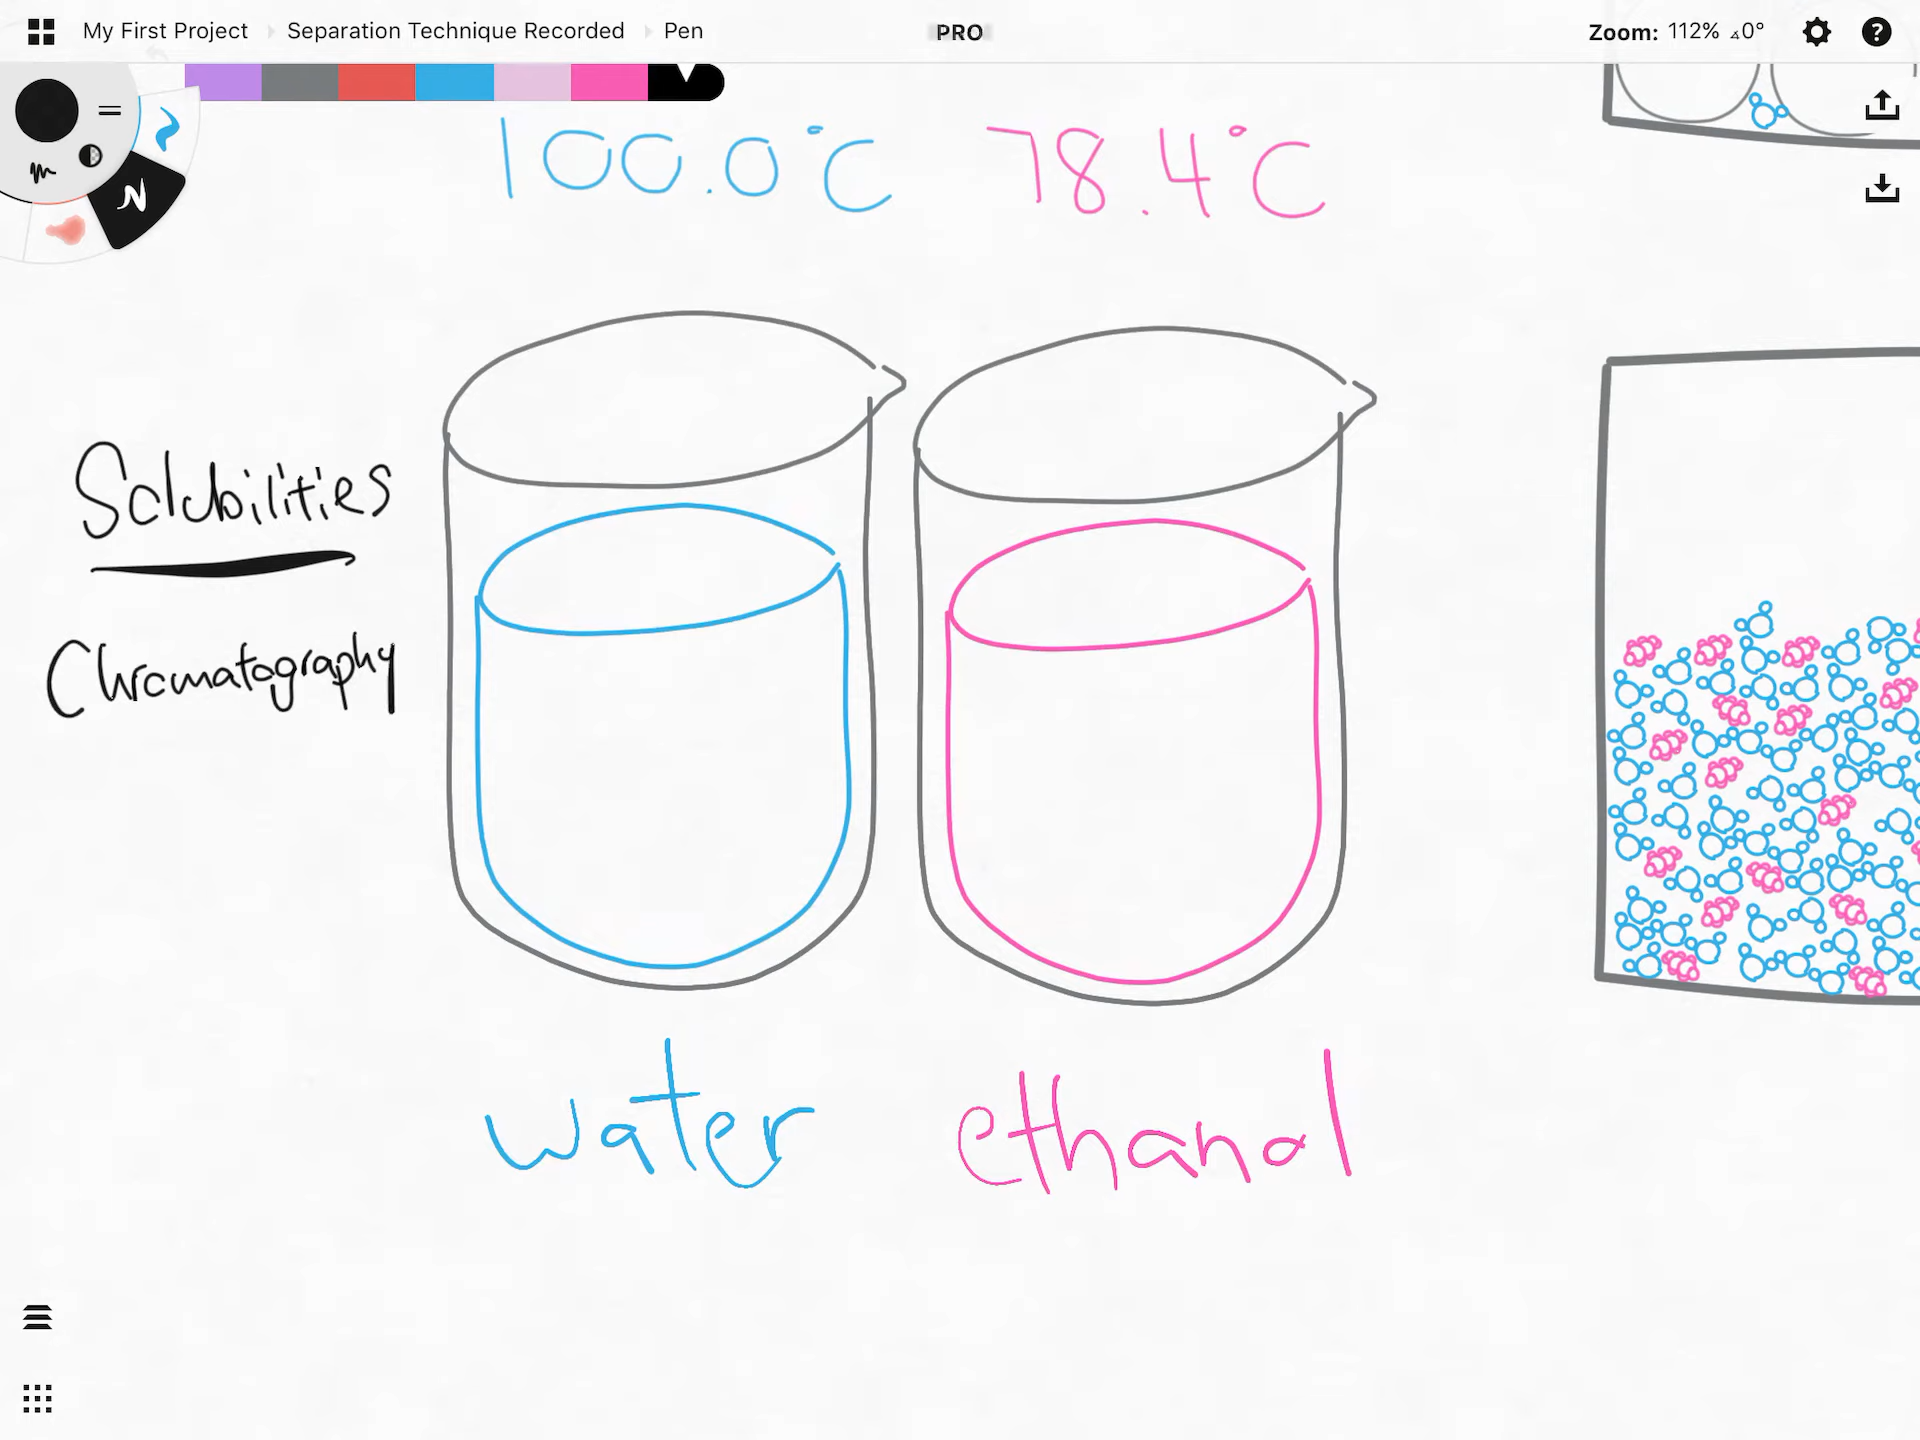 My First Project Separation Technique Recorded Pen PRO Zoom: 112% ∡0°
100.0°C 78.4°C
Solubilities
Chromatography
water ethanol